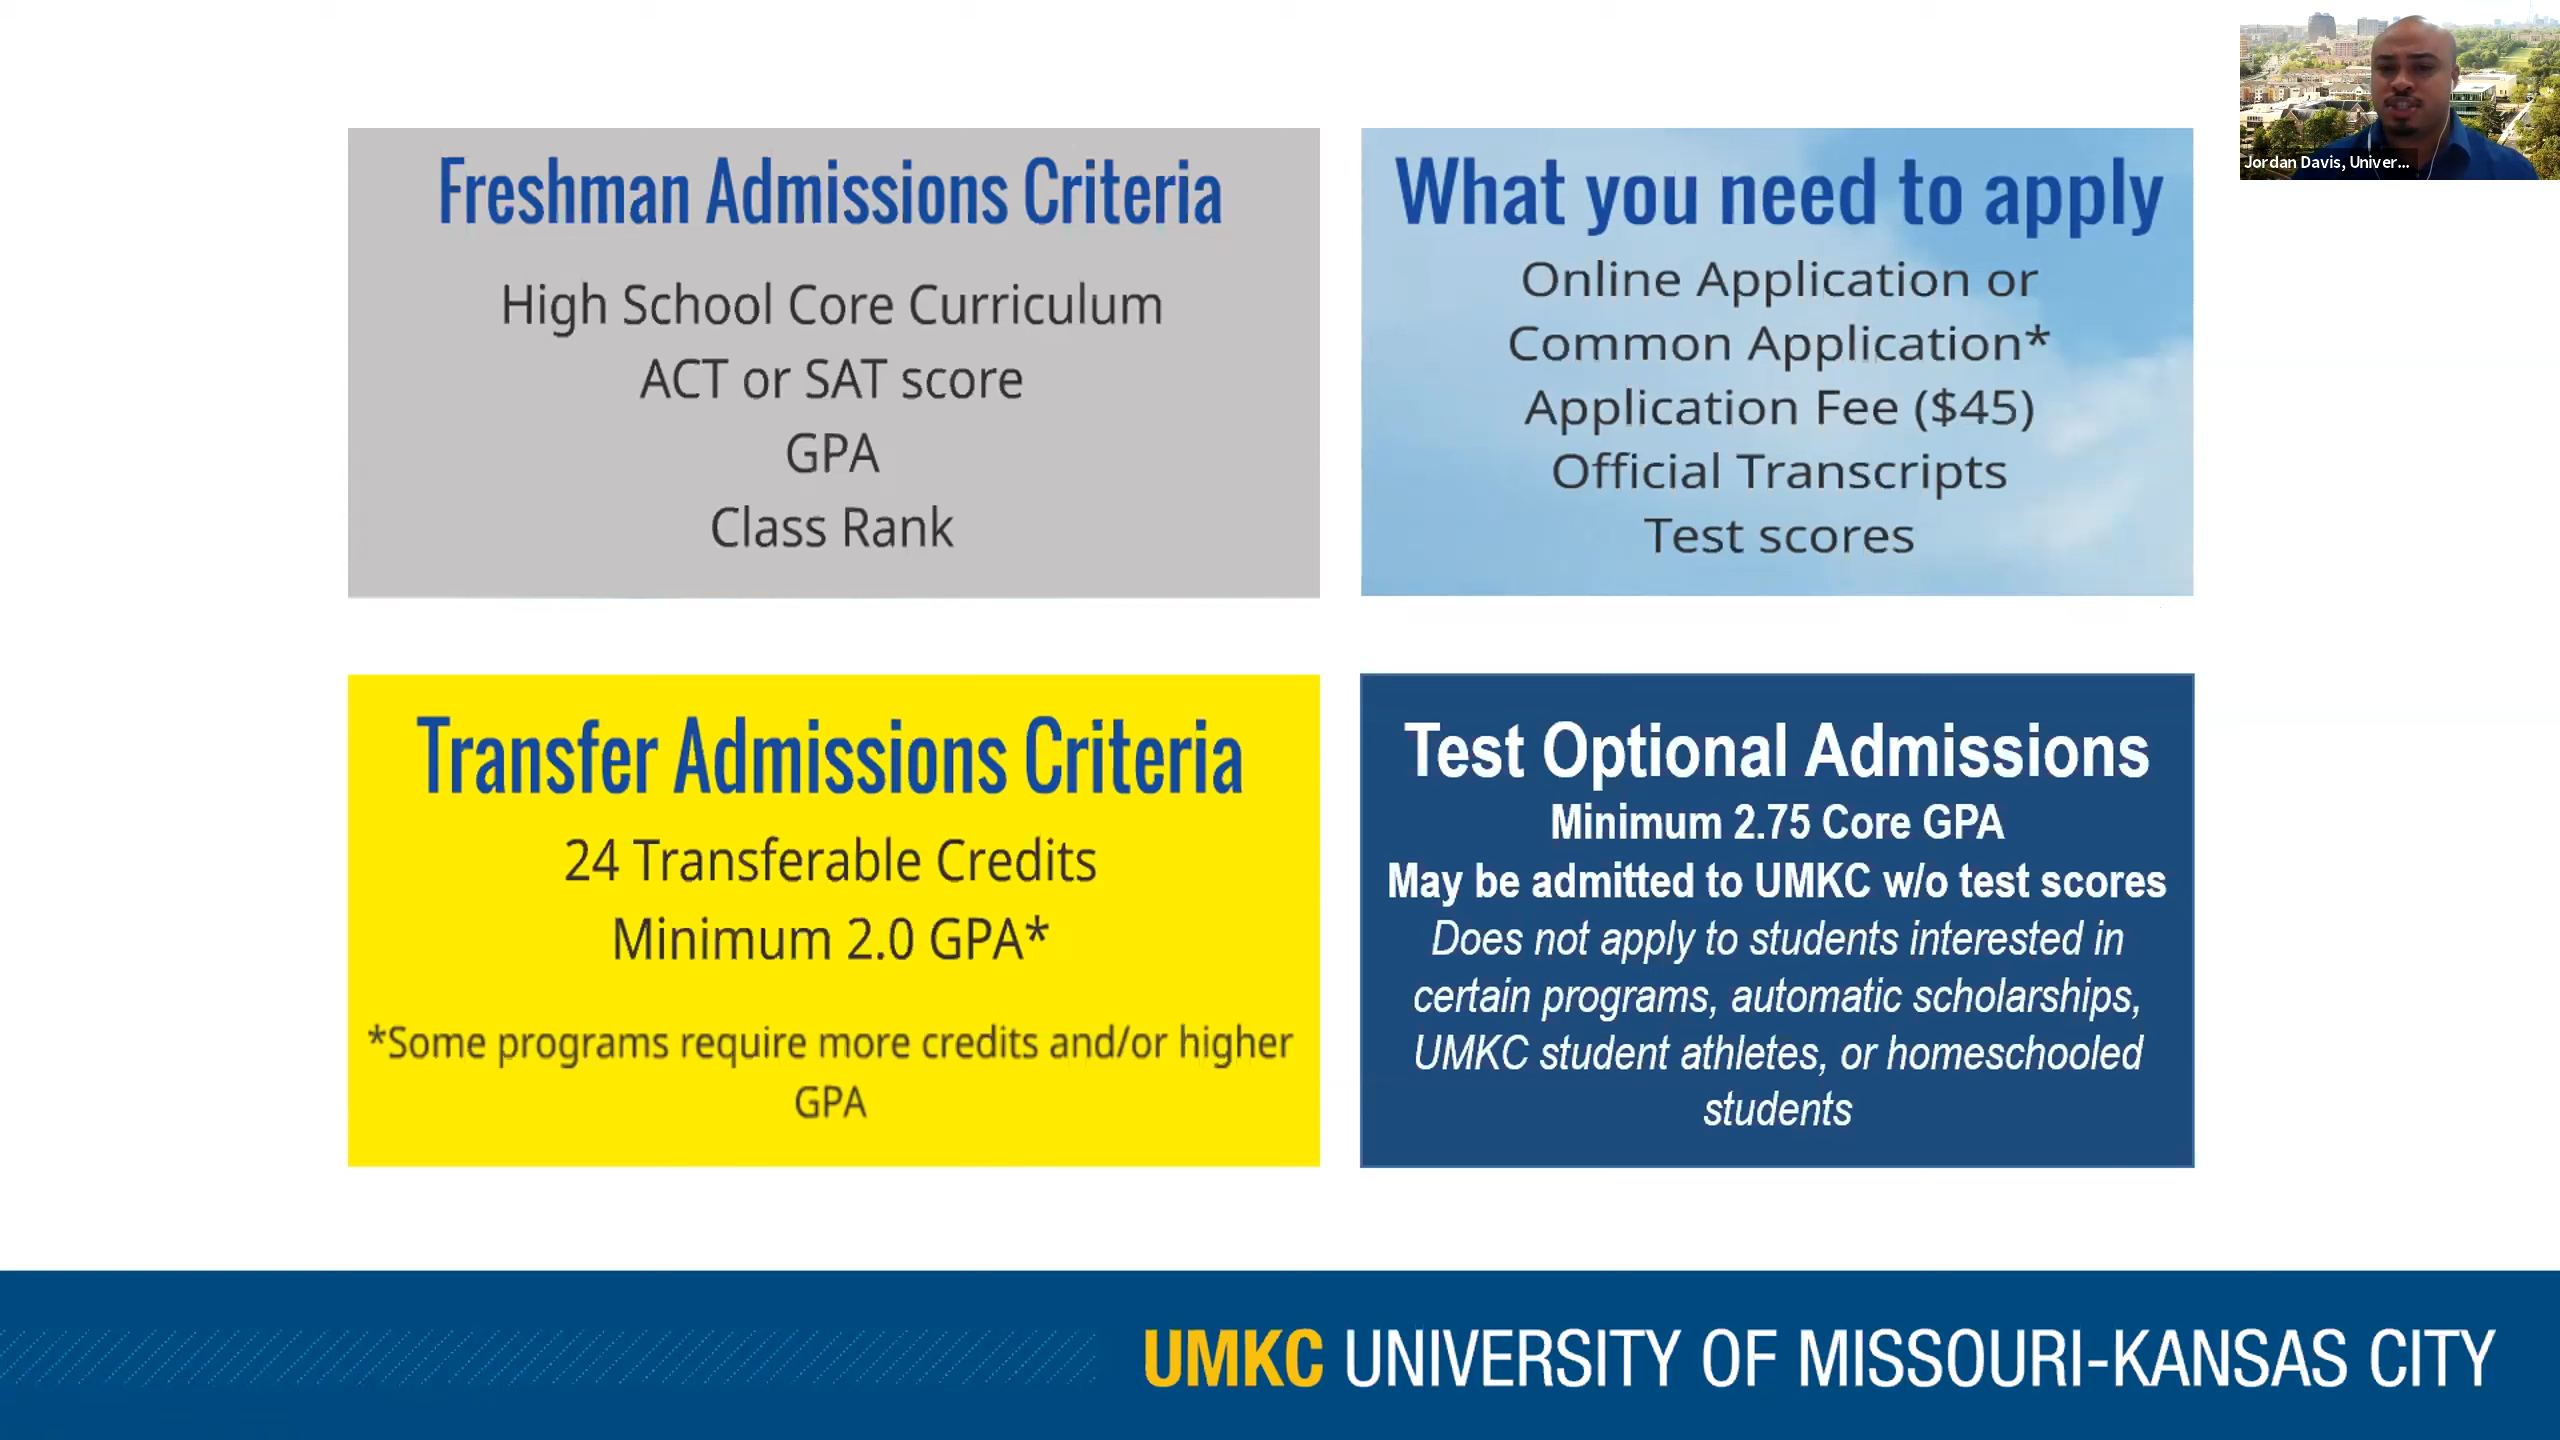 Freshman Admissions Criteria
High School Core Curriculum
ACT or SAT score
GPA
Class Rank
What you need to apply
Online Application or
Common Application*
Application Fee ($45)
Official Transcripts
Test scores
Transfer Admissions Criteria
24 Transferable Credits
Minimum 2.0 GPA*
*Some programs require more credits and/or higher
GPA
Test Optional Admissions
Minimum 2.75 Core GPA
May be admitted to UMKC w/o test scores
Does not apply to students interested in
certain programs, automatic scholarships,
UMKC student athletes, or homeschooled
students
Jordan Davis, Univer...
UMKC UNIVERSITY OF MISSOURI-KANSAS CITY